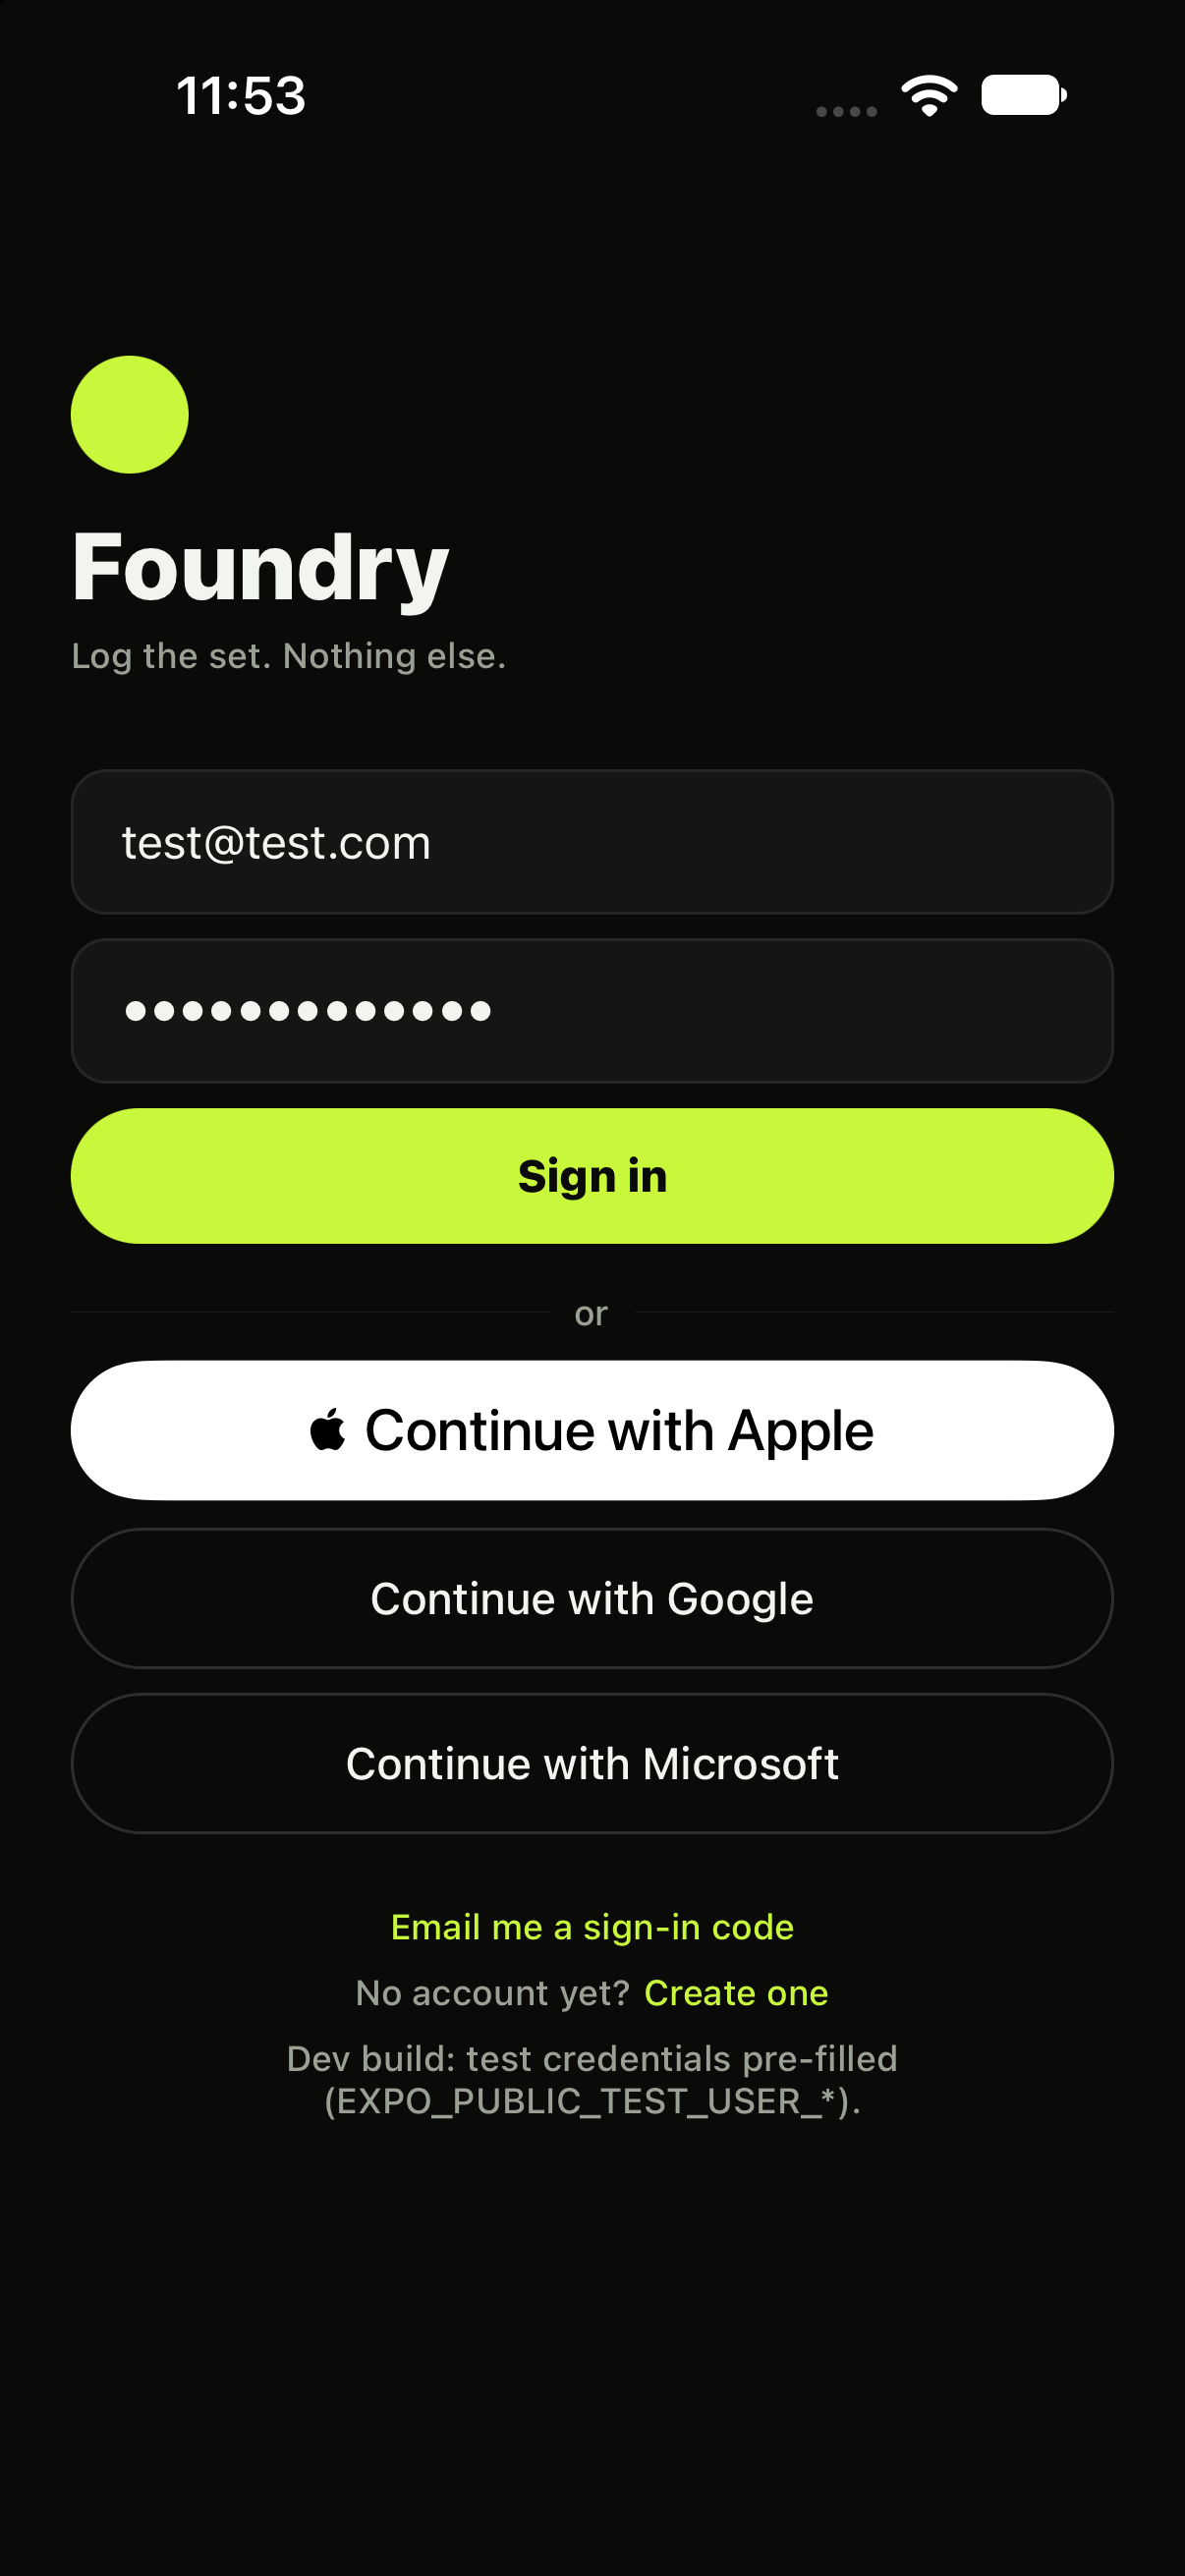 11:53
Foundry
Log the set. Nothing else.
test@test.com
Sign in
or
Continue with Apple
Continue with Google
Continue with Microsoft
Email me a sign-in code
No account yet? Create one
Dev build: test credentials pre-filled
(EXPO_PUBLIC_TEST_USER_*).